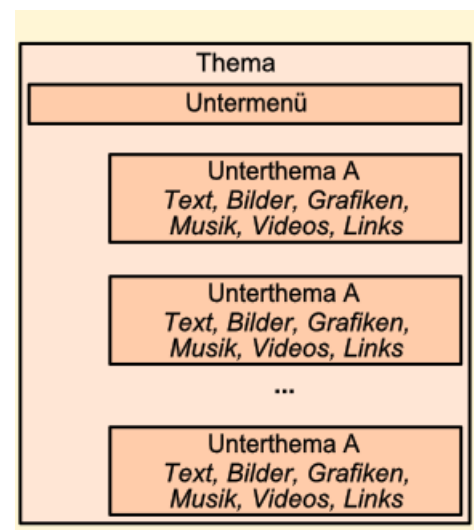 Thema
Untermenü
Unterthema A
Text, Bilder, Grafiken,
Musik, Videos, Links
Unterthema A
Text, Bilder, Grafiken,
Musik, Videos, Links
...
Unterthema A
Text, Bilder, Grafiken,
Musik, Videos, Links